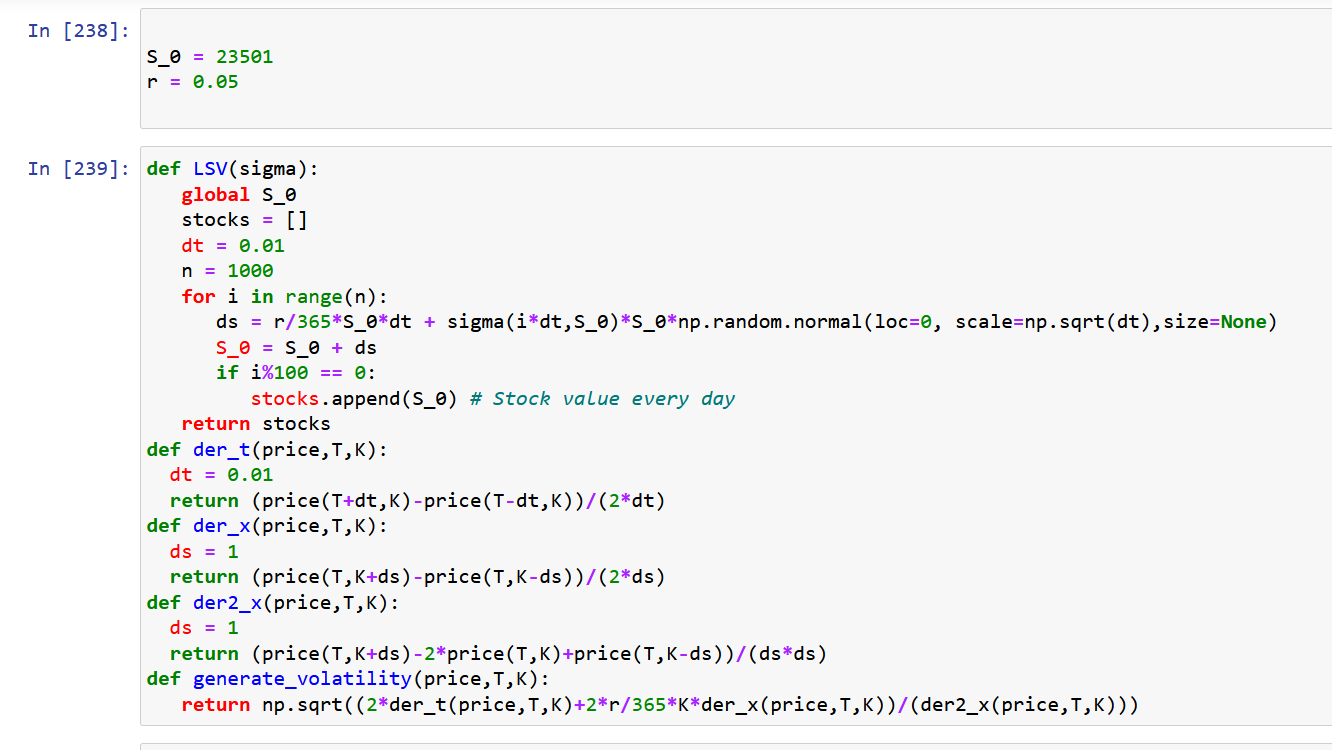 In [238]:
S_0 = 23501
r = 0.05
In [239]:
def LSV(sigma):
   global S_0
   stocks = []
   dt = 0.01
   n = 1000
   for i in range(n):
      ds = r/365*S_0*dt + sigma(i*dt,S_0)*S_0*np.random.normal(loc=0, scale=np.sqrt(dt),size=None)
      S_0 = S_0 + ds
      if i%100 == 0:
         stocks.append(S_0) # Stock value every day
   return stocks
def der_t(price,T,K):
  dt = 0.01
  return (price(T+dt,K)-price(T-dt,K))/(2*dt)
def der_x(price,T,K):
  ds = 1
  return (price(T,K+ds)-price(T,K-ds))/(2*ds)
def der2_x(price,T,K):
  ds = 1
  return (price(T,K+ds)-2*price(T,K)+price(T,K-ds))/(ds*ds)
def generate_volatility(price,T,K):
   return np.sqrt((2*der_t(price,T,K)+2*r/365*K*der_x(price,T,K))/(der2_x(price,T,K)))